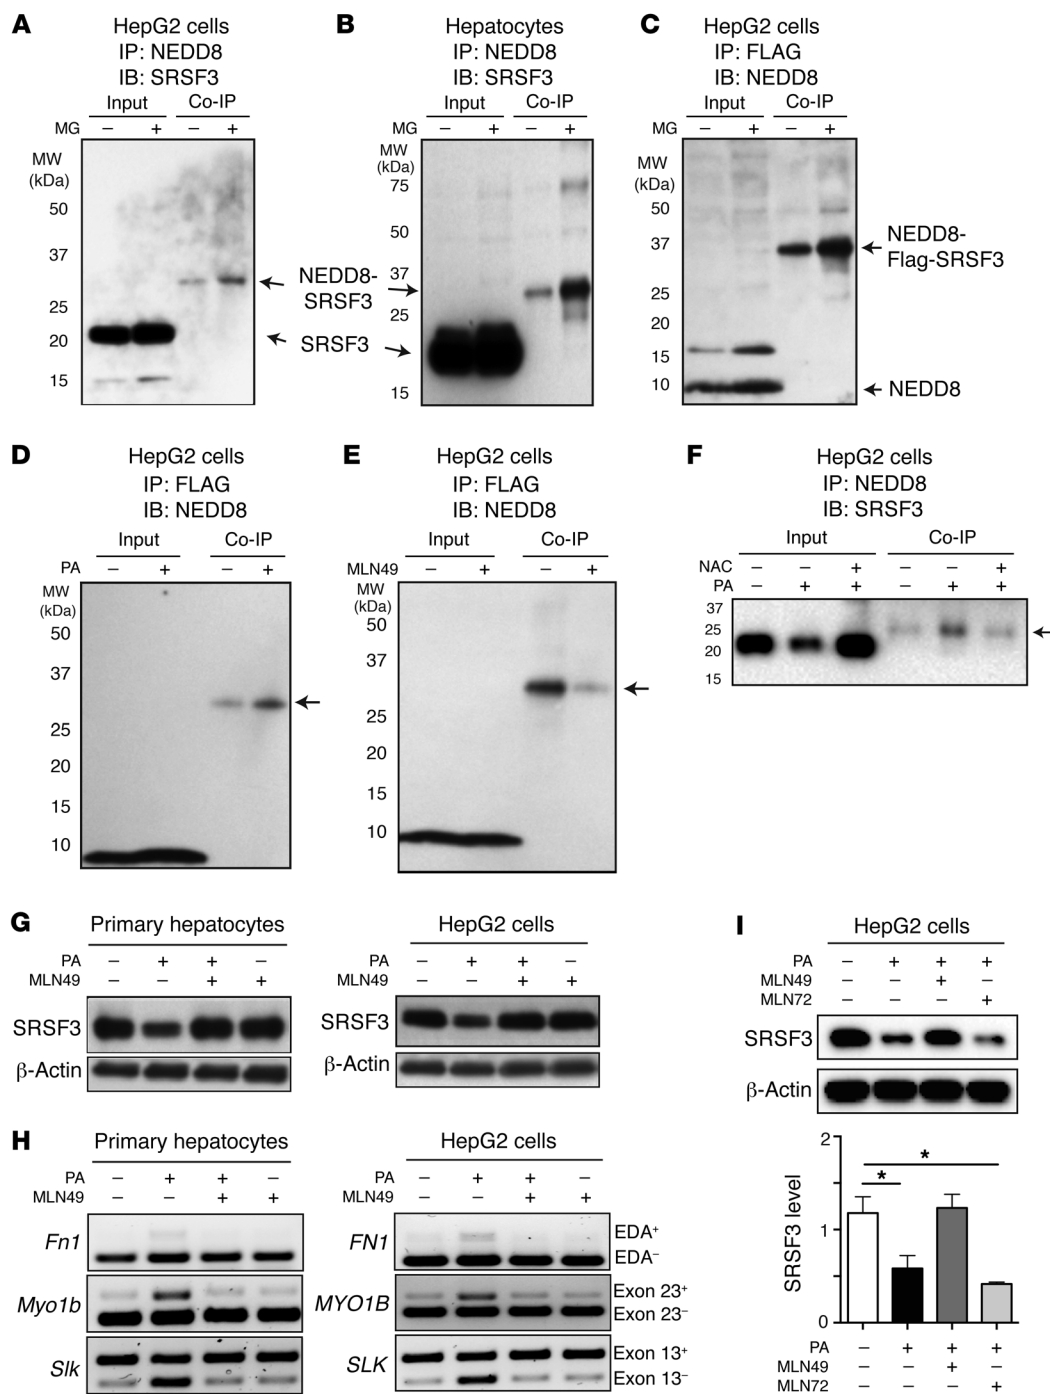 A
HepG2 cells
IP: NEDD8
IB: SRSF3
Input Co-IP
MG – + – +
MW
(kDa)
50
37
25
20
15
NEDD8-
SRSF3
SRSF3
B
Hepatocytes
IP: NEDD8
IB: SRSF3
Input Co-IP
– + – +
MW
(kDa)
75
50
37
25
15
C
HepG2 cells
IP: FLAG
IB: NEDD8
Input Co-IP
MG – + – +
MW
(kDa)
50
37
25
20
15
10
NEDD8-
Flag-SRSF3
NEDD8
D
HepG2 cells
IP: FLAG
IB: NEDD8
Input Co-IP
PA – + – +
MW
(kDa)
50
37
25
20
15
10
E
HepG2 cells
IP: FLAG
IB: NEDD8
Input Co-IP
MLN49 – + – +
MW
(kDa)
50
37
25
20
15
10
F
HepG2 cells
IP: NEDD8
IB: SRSF3
Input Co-IP
NAC + +
PA – + + – + +
37
25
20
15
G
Primary hepatocytes
PA – + + –
MLN49 – – + +
SRSF3
β-Actin
HepG2 cells
PA – + + –
MLN49 – – + +
SRSF3
β-Actin
H
Primary hepatocytes
PA – + + –
MLN49 – – + +
Fn1
Myo1b
Slk
HepG2 cells
PA – + + –
MLN49 – – + +
FN1 EDA⁺
EDA⁻
MYO1B Exon 23⁺
Exon 23⁻
SLK Exon 13⁺
Exon 13⁻
I
HepG2 cells
PA – + + +
MLN49 – – + –
MLN72 – – – +
SRSF3
β-Actin
SRSF3 level
2
1
0
*
*
PA – + + +
MLN49 – – + –
MLN72 – – – +